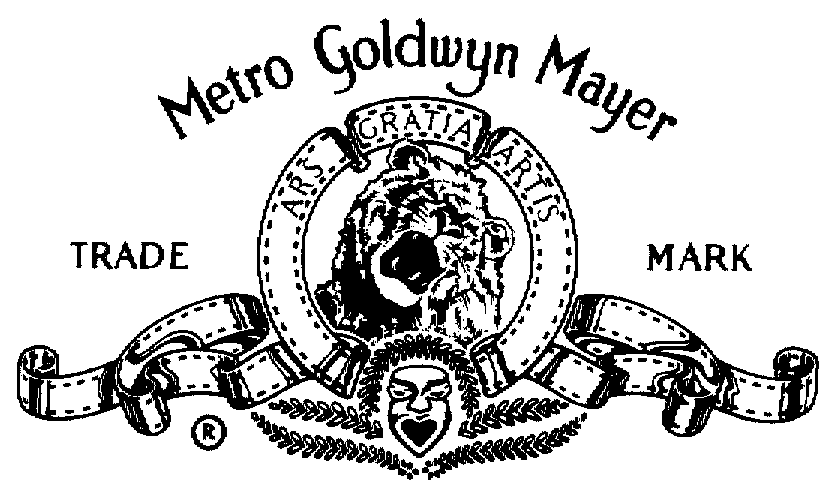 Metro Goldwyn Mayer
ARS GRATIA ARTIS
TRADE MARK
®